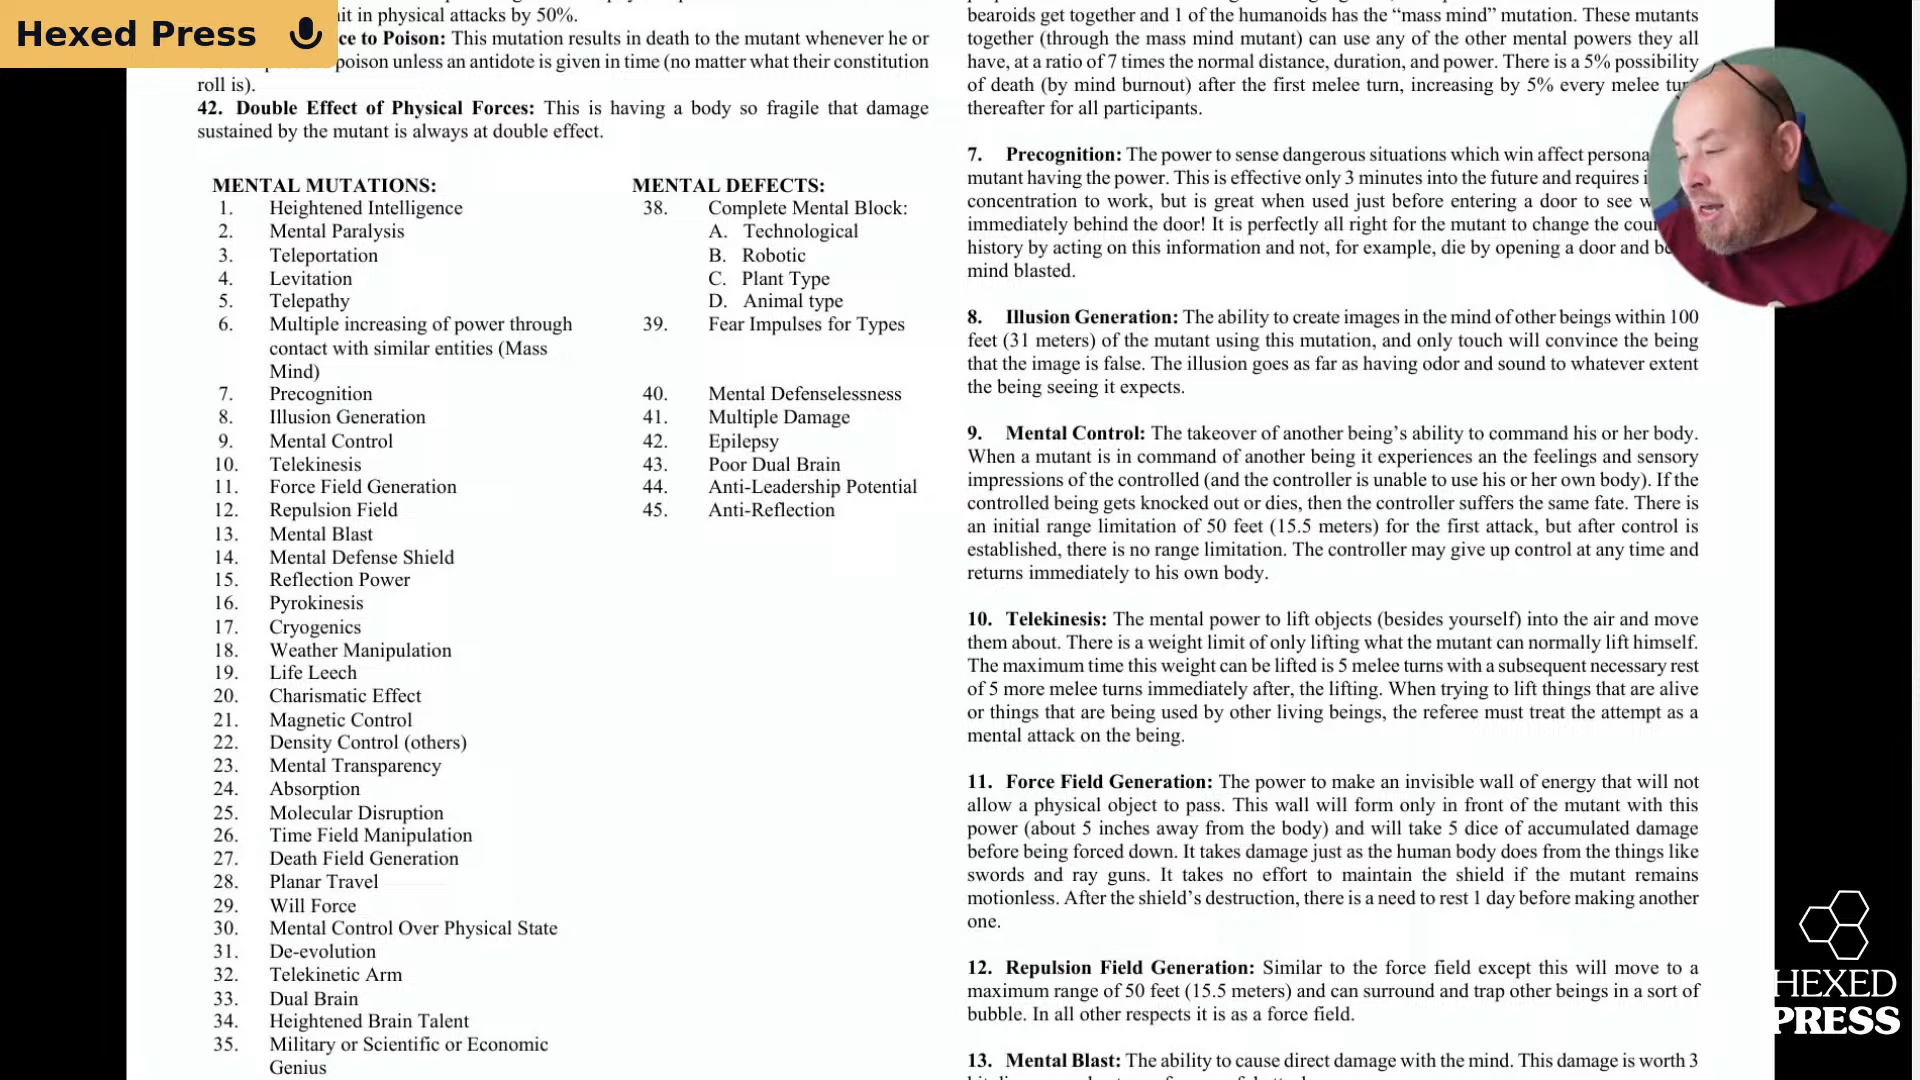 Hexed Press
hit in physical attacks by 50%.
ce to Poison: This mutation results in death to the mutant whenever he or
poison unless an antidote is given in time (no matter what their constitution
roll is).
42. Double Effect of Physical Forces: This is having a body so fragile that damage
sustained by the mutant is always at double effect.
MENTAL MUTATIONS:
1. Heightened Intelligence
2. Mental Paralysis
3. Teleportation
4. Levitation
5. Telepathy
6. Multiple increasing of power through
contact with similar entities (Mass
Mind)
7. Precognition
8. Illusion Generation
9. Mental Control
10. Telekinesis
11. Force Field Generation
12. Repulsion Field
13. Mental Blast
14. Mental Defense Shield
15. Reflection Power
16. Pyrokinesis
17. Cryogenics
18. Weather Manipulation
19. Life Leech
20. Charismatic Effect
21. Magnetic Control
22. Density Control (others)
23. Mental Transparency
24. Absorption
25. Molecular Disruption
26. Time Field Manipulation
27. Death Field Generation
28. Planar Travel
29. Will Force
30. Mental Control Over Physical State
31. De-evolution
32. Telekinetic Arm
33. Dual Brain
34. Heightened Brain Talent
35. Military or Scientific or Economic
Genius
MENTAL DEFECTS:
38. Complete Mental Block:
A. Technological
B. Robotic
C. Plant Type
D. Animal type
39. Fear Impulses for Types
40. Mental Defenselessness
41. Multiple Damage
42. Epilepsy
43. Poor Dual Brain
44. Anti-Leadership Potential
45. Anti-Reflection
bearoids get together and 1 of the humanoids has the “mass mind” mutation. These mutants
together (through the mass mind mutant) can use any of the other mental powers they all
have, at a ratio of 7 times the normal distance, duration, and power. There is a 5% possibility
of death (by mind burnout) after the first melee turn, increasing by 5% every melee
thereafter for all participants.
7. Precognition: The power to sense dangerous situations which win affect
mutant having the power. This is effective only 3 minutes into the future and requires
concentration to work, but is great when used just before entering a door to see
immediately behind the door! It is perfectly all right for the mutant to change the
history by acting on this information and not, for example, die by opening a door and
mind blasted.
8. Illusion Generation: The ability to create images in the mind of other beings within 100
feet (31 meters) of the mutant using this mutation, and only touch will convince the being
that the image is false. The illusion goes as far as having odor and sound to whatever extent
the being seeing it expects.
9. Mental Control: The takeover of another being’s ability to command his or her body.
When a mutant is in command of another being it experiences an the feelings and sensory
impressions of the controlled (and the controller is unable to use his or her own body). If the
controlled being gets knocked out or dies, then the controller suffers the same fate. There is
an initial range limitation of 50 feet (15.5 meters) for the first attack, but after control is
established, there is no range limitation. The controller may give up control at any time and
returns immediately to his own body.
10. Telekinesis: The mental power to lift objects (besides yourself) into the air and move
them about. There is a weight limit of only lifting what the mutant can normally lift himself.
The maximum time this weight can be lifted is 5 melee turns with a subsequent necessary rest
of 5 more melee turns immediately after, the lifting. When trying to lift things that are alive
or things that are being used by other living beings, the referee must treat the attempt as a
mental attack on the being.
11. Force Field Generation: The power to make an invisible wall of energy that will not
allow a physical object to pass. This wall will form only in front of the mutant with this
power (about 5 inches away from the body) and will take 5 dice of accumulated damage
before being forced down. It takes damage just as the human body does from the things like
swords and ray guns. It takes no effort to maintain the shield if the mutant remains
motionless. After the shield’s destruction, there is a need to rest 1 day before making another
one.
12. Repulsion Field Generation: Similar to the force field except this will move to a
maximum range of 50 feet (15.5 meters) and can surround and trap other beings in a sort of
bubble. In all other respects it is as a force field.
13. Mental Blast: The ability to cause direct damage with the mind. This damage is worth 3
HEXED
PRESS